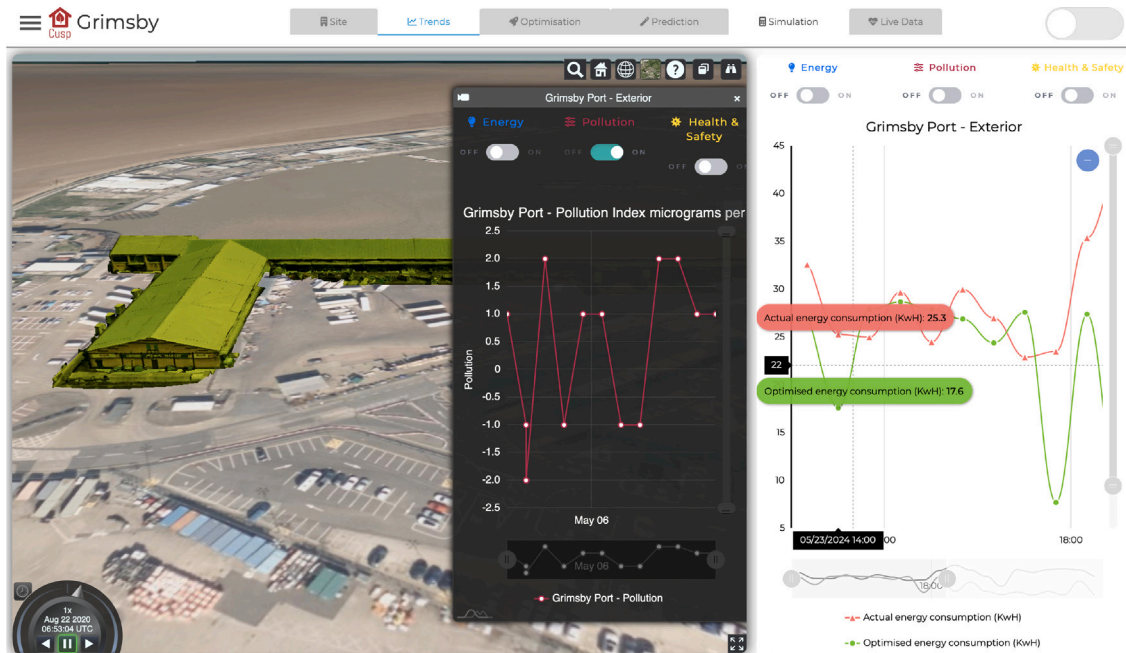 Cusp
Grimsby
Site
Trends
Optimisation
Prediction
Simulation
Live Data
Grimsby Port - Exterior
×
Energy
Pollution
Health &
Safety
OFF ON
OFF ON
OFF
Grimsby Port - Pollution Index micrograms per
2.5
2.0
1.5
1.0
0.5
0
-0.5
-1.0
-1.5
-2.0
-2.5
Pollution
May 06
May 06
Grimsby Port - Pollution
1x
Aug 22 2020
06:53:04 UTC
Energy
Pollution
Health & Safety
OFF ON
OFF ON
OFF ON
Grimsby Port - Exterior
45
40
35
30
Actual energy consumption (KwH): 25.3
25
22
Optimised energy consumption (KwH): 17.6
15
10
5
05/23/2024 14:00
:00
18:00
18:00
Actual energy consumption (KwH)
Optimised energy consumption (KwH)